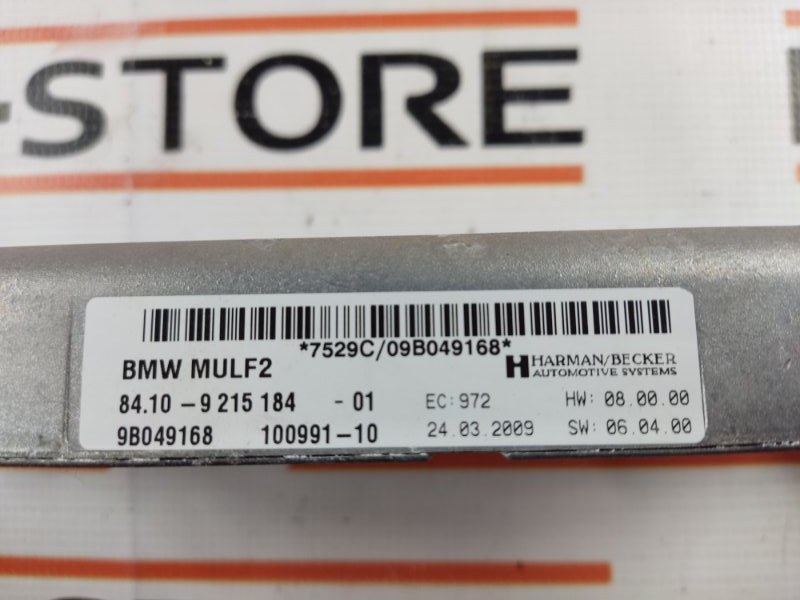 -STORE
*7529C/09B049168*
BMW MULF2
HARMAN/BECKER
AUTOMOTIVE SYSTEMS
84.10 - 9 215 184 - 01 EC: 972 HW: 08.00.00
9B049168 100991-10 24.03.2009 SW: 06.04.00